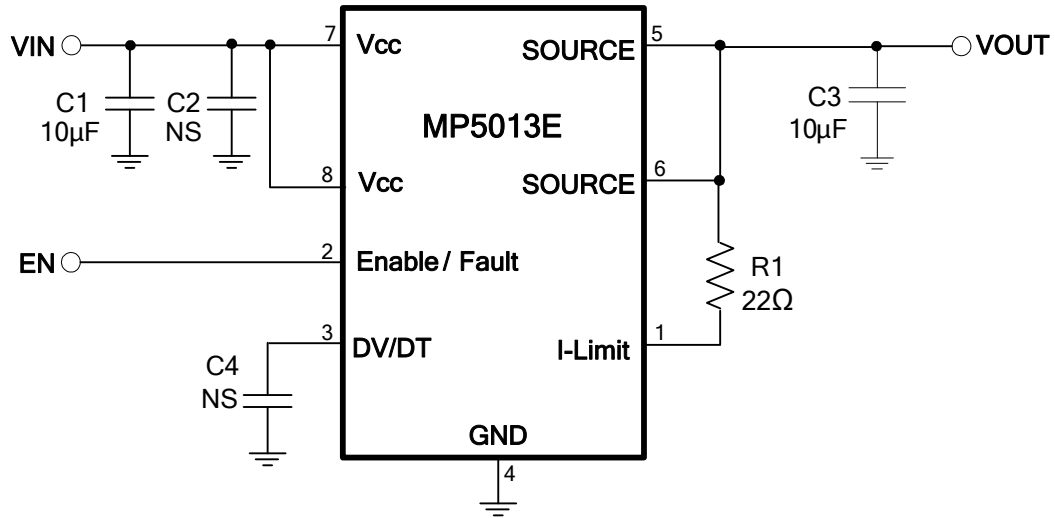 VIN
7
Vcc
SOURCE
5
VOUT
C1
10μF
C2
NS
MP5013E
C3
10μF
8
Vcc
SOURCE
6
EN
2
Enable / Fault
R1
22Ω
3
DV/DT
I-Limit
1
C4
NS
GND
4